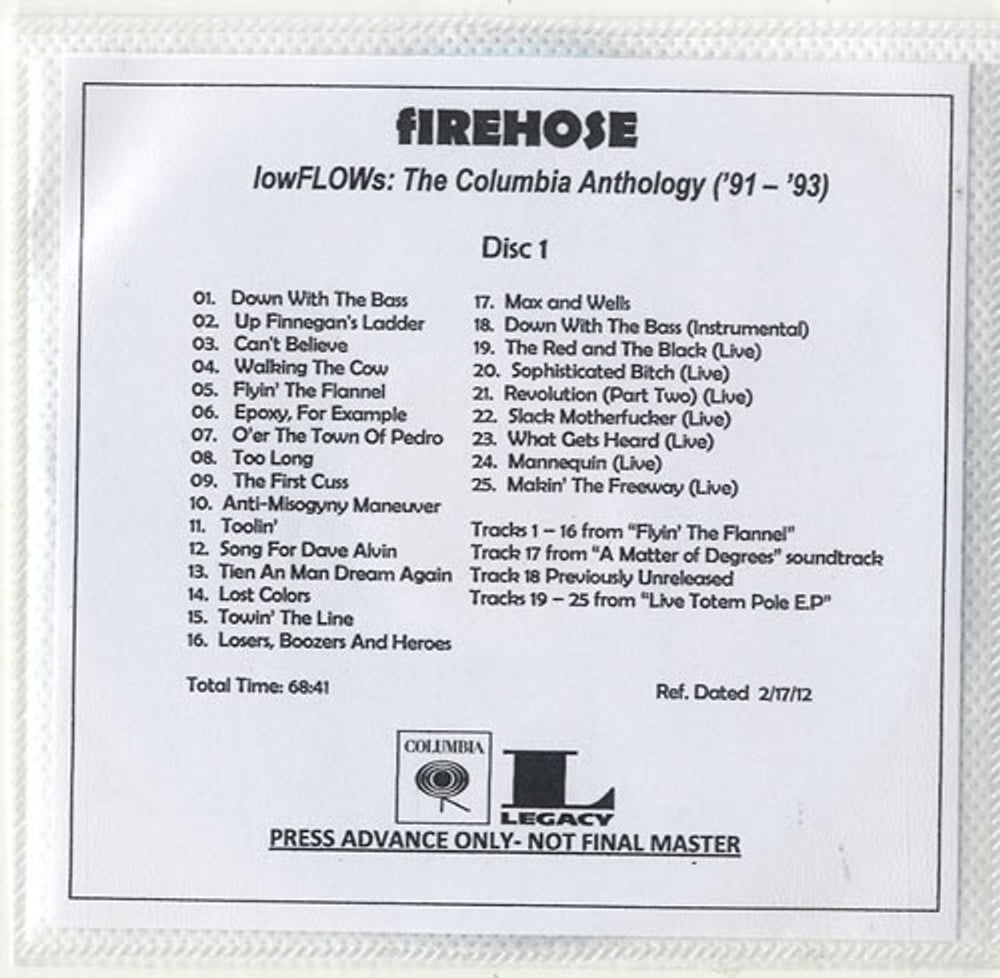 fIREHOSE
lowFLOWs: The Columbia Anthology ('91 – '93)
Disc 1
01. Down With The Bass
02. Up Finnegan's Ladder
03. Can't Believe
04. Walking The Cow
05. Flyin' The Flannel
06. Epoxy, For Example
07. O'er The Town Of Pedro
08. Too Long
09. The First Cuss
10. Anti-Misogyny Maneuver
11. Toolin'
12. Song For Dave Alvin
13. Tien An Man Dream Again
14. Lost Colors
15. Towin' The Line
16. Losers, Boozers And Heroes
17. Max and Wells
18. Down With The Bass (Instrumental)
19. The Red and The Black (Live)
20. Sophisticated Bitch (Live)
21. Revolution (Part Two) (Live)
22. Slack Motherfucker (Live)
23. What Gets Heard (Live)
24. Mannequin (Live)
25. Makin' The Freeway (Live)
Tracks 1 – 16 from "Flyin' The Flannel"
Track 17 from "A Matter of Degrees" soundtrack
Track 18 Previously Unreleased
Tracks 19 – 25 from "Live Totem Pole E.P"
Total Time: 68:41
Ref. Dated 2/17/12
COLUMBIA
L
LEGACY
PRESS ADVANCE ONLY- NOT FINAL MASTER